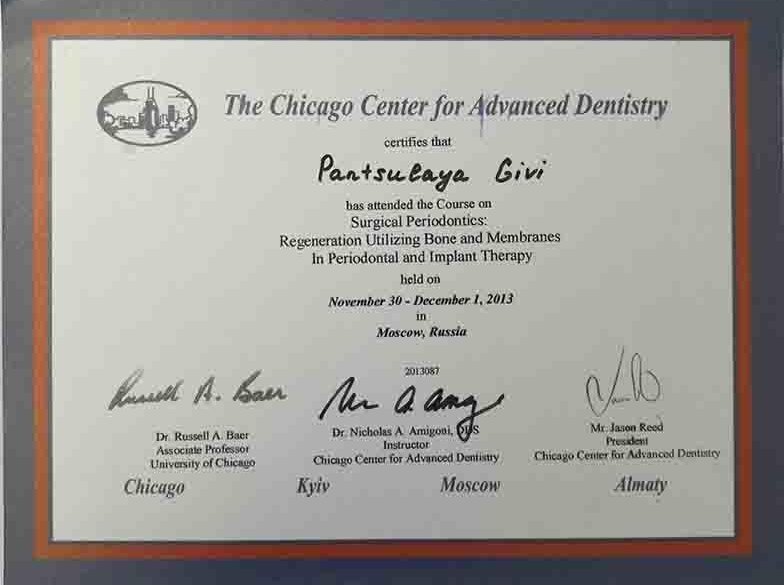 The Chicago Center for Advanced Dentistry
certifies that
Pantsulaya Givi
has attended the Course on
Surgical Periodontics:
Regeneration Utilizing Bone and Membranes
In Periodontal and Implant Therapy
held on
November 30 - December 1, 2013
in
Moscow, Russia
2013087
Russell A. Baer
Dr. Russell A. Baer
Associate Professor
University of Chicago
Dr. Nicholas A. Amigoni, DDS
Instructor
Chicago Center for Advanced Dentistry
Mr. Jason Reed
President
Chicago Center for Advanced Dentistry
Chicago Kyiv Moscow Almaty